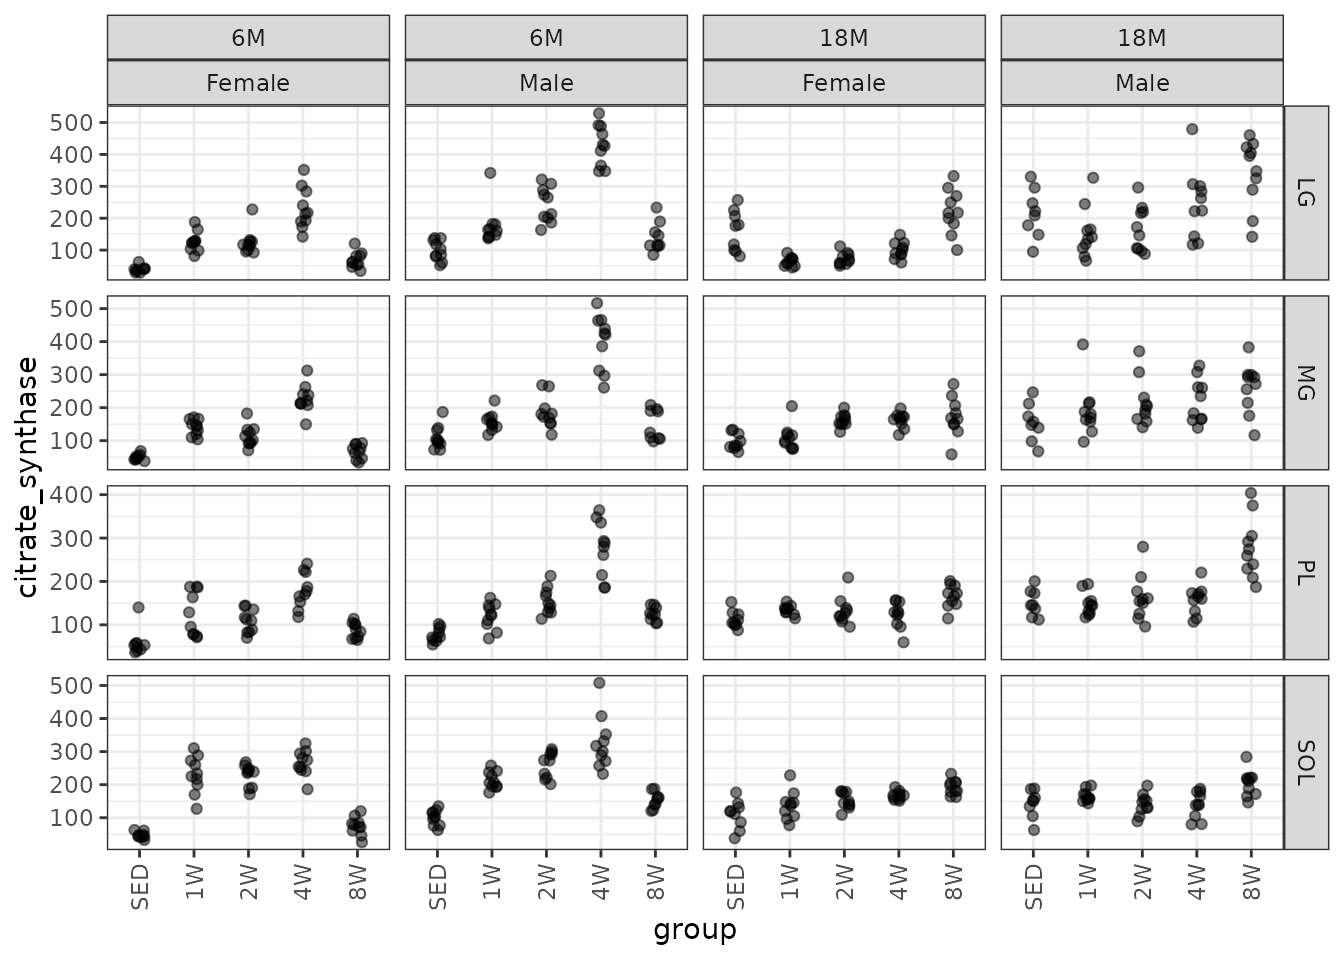 6M 6M 18M 18M
Female Male Female Male
500
400
300
200
100
LG
500
400
300
200
100
MG
citrate_synthase
400
300
200
100
PL
500
400
300
200
100
SOL
SED 1W 2W 4W 8W SED 1W 2W 4W 8W SED 1W 2W 4W 8W SED 1W 2W 4W 8W
group